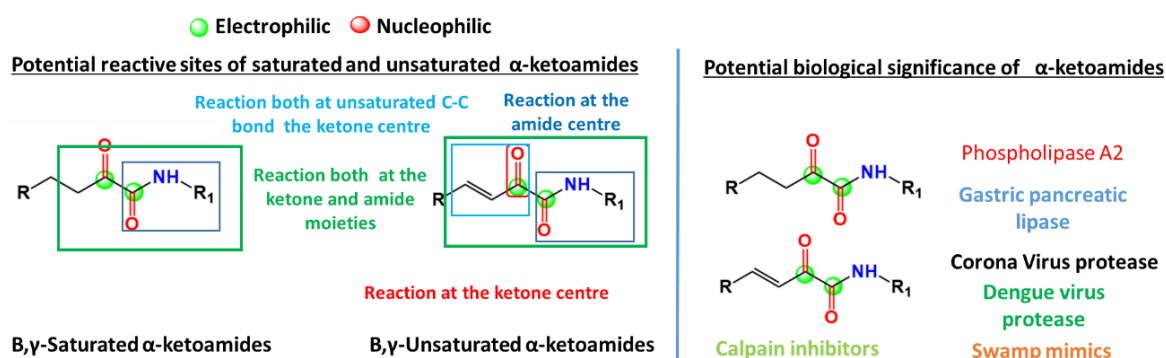 Electrophilic Nucleophilic
Potential reactive sites of saturated and unsaturated α-ketoamides
Reaction both at unsaturated C-C
bond the ketone centre
Reaction at the
amide centre
R
O
O
NH
R1
Reaction both at the
ketone and amide
moieties
R
O
O
NH
R1
Reaction at the ketone centre
B,γ-Saturated α-ketoamides
B,γ-Unsaturated α-ketoamides
Potential biological significance of α-ketoamides
R
O
O
NH
R1
Phospholipase A2
Gastric pancreatic
lipase
R
O
O
NH
R1
Corona Virus protease
Dengue virus
protease
Calpain inhibitors
Swamp mimics